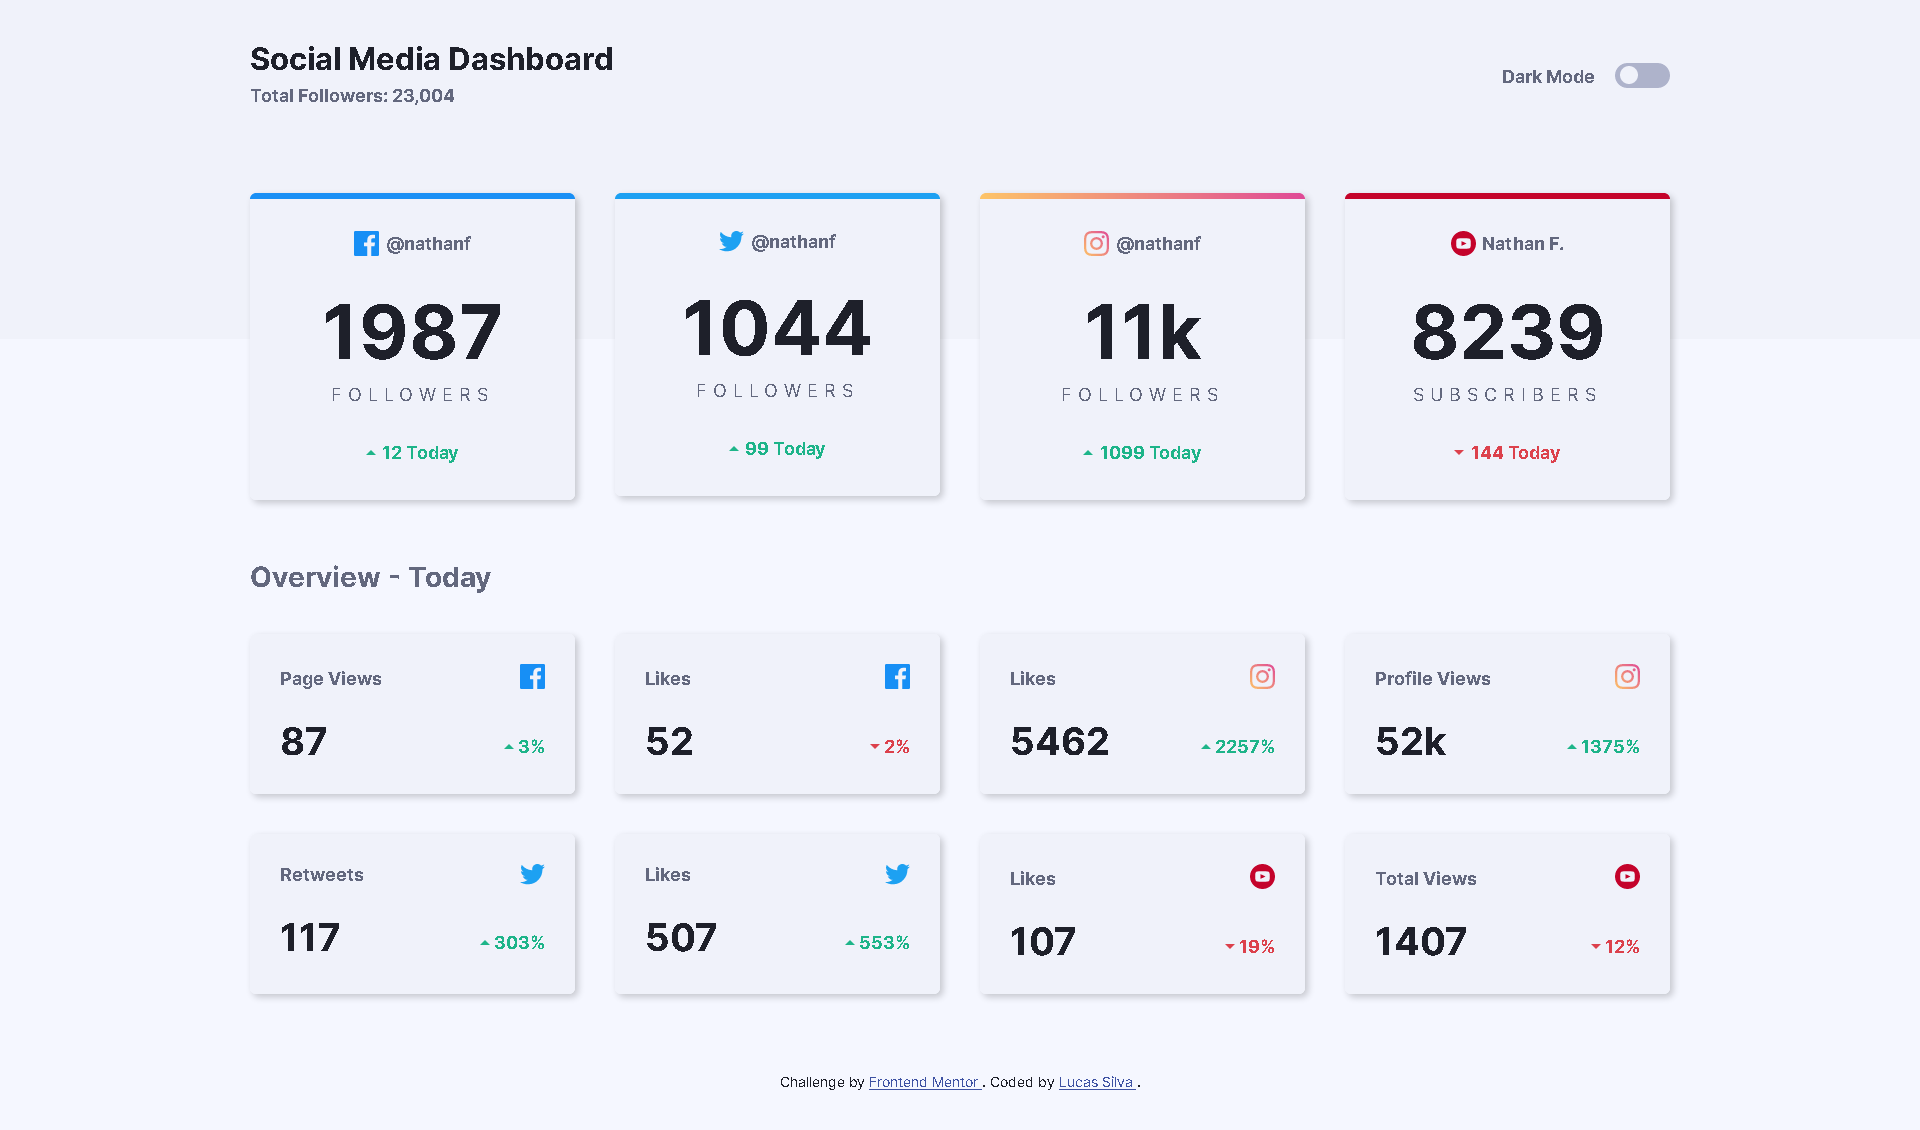 Social Media Dashboard
Total Followers: 23,004
Dark Mode
@nathanf
1987
FOLLOWERS
12 Today
@nathanf
1044
FOLLOWERS
99 Today
@nathanf
11k
FOLLOWERS
1099 Today
Nathan F.
8239
SUBSCRIBERS
144 Today
Overview - Today
Page Views
87
3%
Likes
52
2%
Likes
5462
2257%
Profile Views
52k
1375%
Retweets
117
303%
Likes
507
553%
Likes
107
19%
Total Views
1407
12%
Challenge by Frontend Mentor . Coded by Lucas Silva .